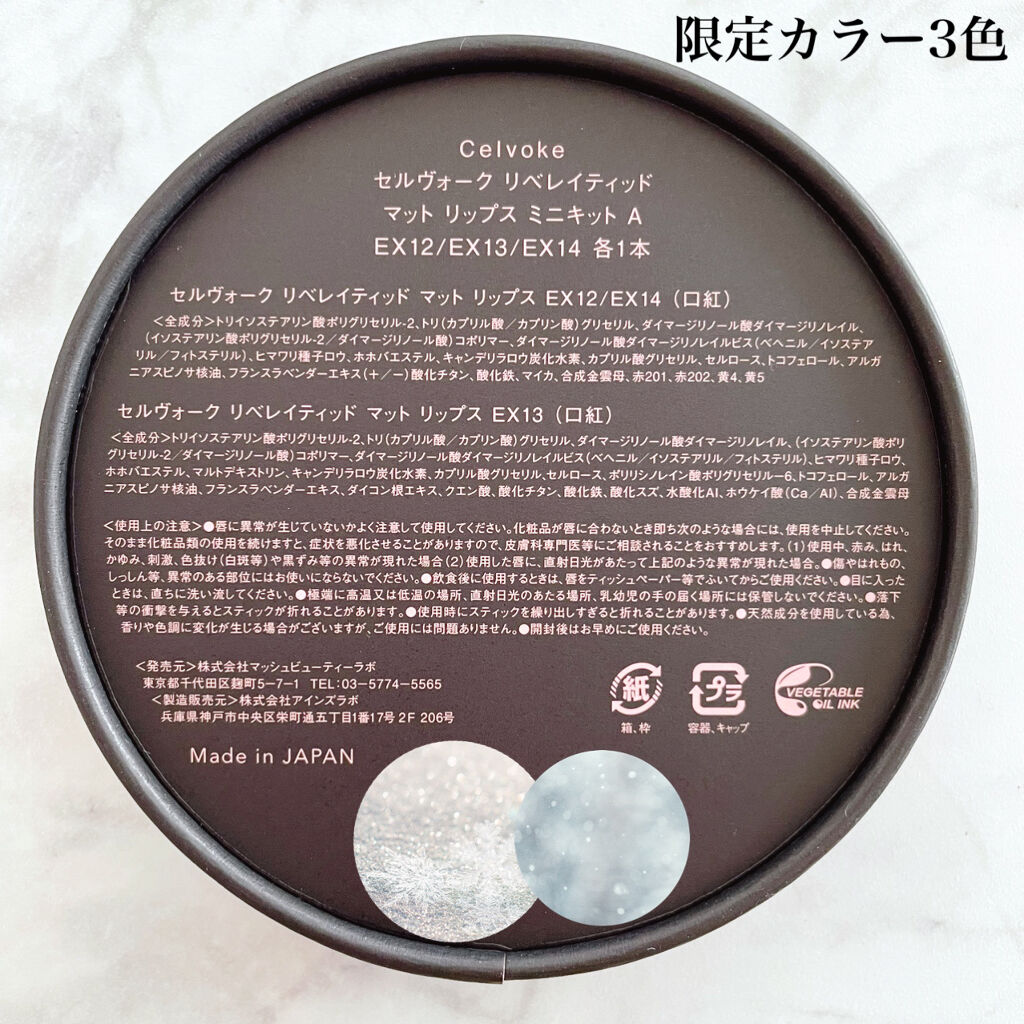 限定カラー3色
Celvoke
セルヴォーク リベレイティッド
マット リップス ミニキット A
EX12/EX13/EX14 各1本
セルヴォーク リベレイティッド マット リップス EX12/EX14（口紅）
<全成分>トリイソステアリン酸ポリグリセリル-2、トリ（カプリル酸／カプリン酸）グリセリル、ダイマージリノール酸ダイマージリノレイル、
（イソステアリン酸ポリグリセリル-2／ダイマージリノール酸）コポリマー、ダイマージリノール酸ダイマージリノレイルビス（ベヘニル／イソステア
リル／フィトステリル）、ヒマワリ種子ロウ、ホホバエステル、キャンデリラロウ炭化水素、カプリル酸グリセリル、セルロース、トコフェロール、アルガ
ニアスピノサ核油、フランスラベンダーエキス（＋／－）酸化チタン、酸化鉄、マイカ、合成金雲母、赤201、赤202、黄4、黄5
セルヴォーク リベレイティッド マット リップス EX13（口紅）
<全成分>トリイソステアリン酸ポリグリセリル-2、トリ（カプリル酸／カプリン酸）グリセリル、ダイマージリノール酸ダイマージリノレイル、（イソステアリン酸ポリ
グリセリル-2／ダイマージリノール酸）コポリマー、ダイマージリノール酸ダイマージリノレイルビス（ベヘニル／イソステアリル／フィトステリル）、ヒマワリ種子ロウ、
ホホバエステル、マルトデキストリン、キャンデリラロウ炭化水素、カプリル酸グリセリル、セルロース、ポリリシノレイン酸ポリグリセリル－6、トコフェロール、アルガ
ニアスピノサ核油、フランスラベンダーエキス、ダイコン根エキス、クエン酸、酸化チタン、酸化鉄、酸化スズ、水酸化Al、ホウケイ酸（Ca／Al）、合成金雲母
<使用上の注意>●唇に異常が生じていないかよく注意して使用してください。化粧品が唇に合わないとき即ち次のような場合には、使用を中止してください。
そのまま化粧品類の使用を続けますと、症状を悪化させることがありますので、皮膚科専門医等にご相談されることをおすすめします。（1）使用中、赤み、はれ、
かゆみ、刺激、色抜け（白斑等）や黒ずみ等の異常が現れた場合（2）使用した唇に、直射日光があたって上記のような異常が現れた場合。●傷やはれもの、
しっしん等、異常のある部位にはお使いにならないでください。●飲食後に使用するときは、唇をティッシュペーパー等でふいてからご使用ください。●目に入った
ときは、直ちに洗い流してください。●極端に高温又は低温の場所、直射日光のあたる場所、乳幼児の手の届く場所には保管しないでください。●落下
等の衝撃を与えるとスティックが折れることがあります。●使用時にスティックを繰り出しすぎると折れることがあります。●天然成分を使用している為、
香りや色調に変化が生じる場合がございますが、ご使用には問題ありません。●開封後はお早めにご使用ください。
<発売元>株式会社マッシュビューティーラボ
東京都千代田区麹町5-7-1 TEL:03-5774-5565
<製造販売元>株式会社アインズラボ
兵庫県神戸市中央区栄町通五丁目1番17号 2F 206号
Made in JAPAN
紙
箱、枠
プラ
容器、キャップ
VEGETABLE
OIL INK